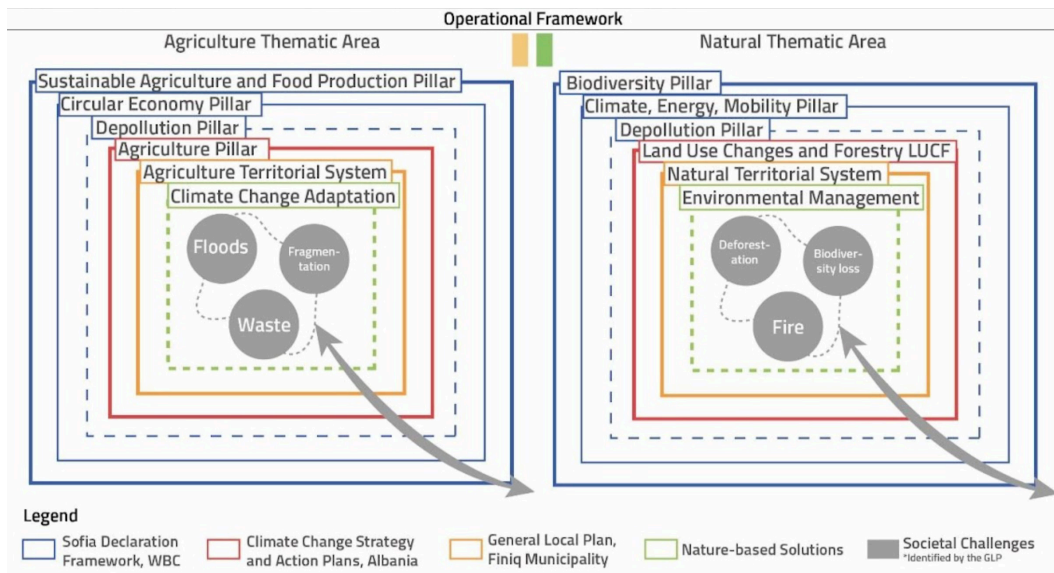 Operational Framework
Agriculture Thematic Area
Sustainable Agriculture and Food Production Pillar
Circular Economy Pillar
Depollution Pillar
Agriculture Pillar
Agriculture Territorial System
Climate Change Adaptation
Floods
Fragmen-
tation
Waste
Natural Thematic Area
Biodiversity Pillar
Climate, Energy, Mobility Pillar
Depollution Pillar
Land Use Changes and Forestry LUCF
Natural Territorial System
Environmental Management
Deforest-
ation
Biodiver-
sity loss
Fire
Legend
Sofia Declaration
Framework, WBC
Climate Change Strategy
and Action Plans, Albania
General Local Plan,
Finiq Municipality
Nature-based Solutions
Societal Challenges
*Identified by the GLP